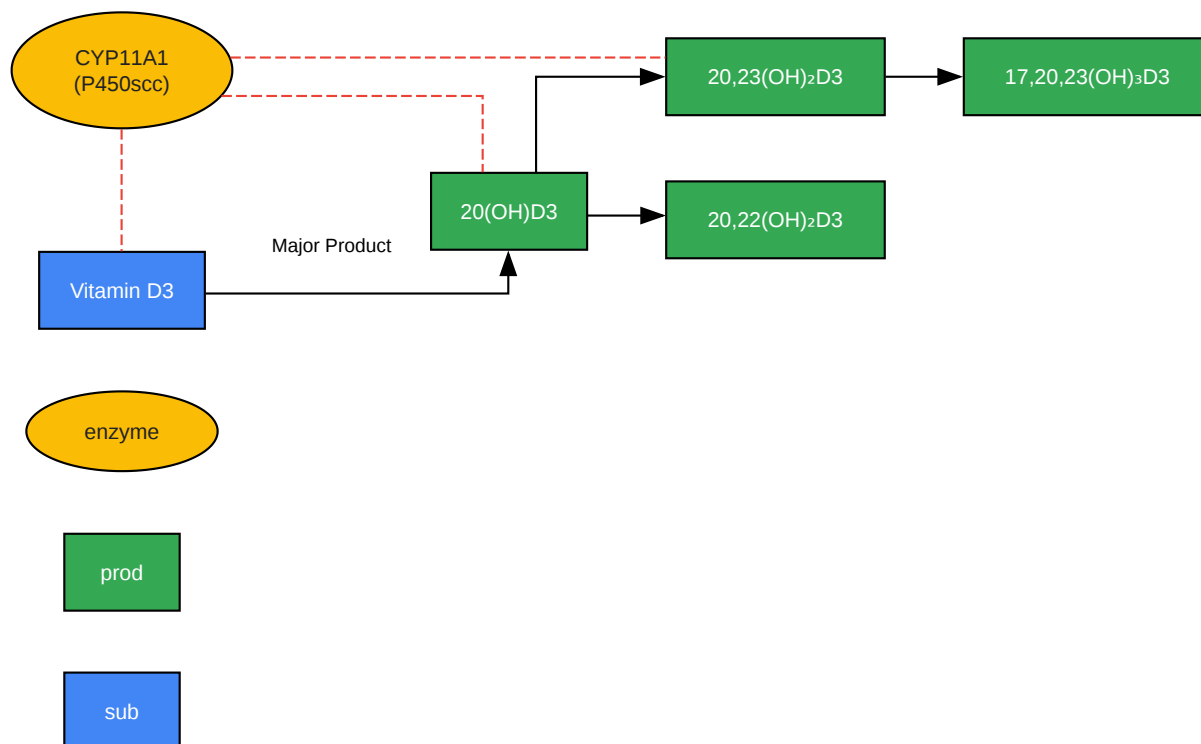 CYP11A1
(P450scc)
20,23(OH)₂D3
17,20,23(OH)₃D3
20(OH)D3
20,22(OH)₂D3
Major Product
Vitamin D3
enzyme
prod
sub